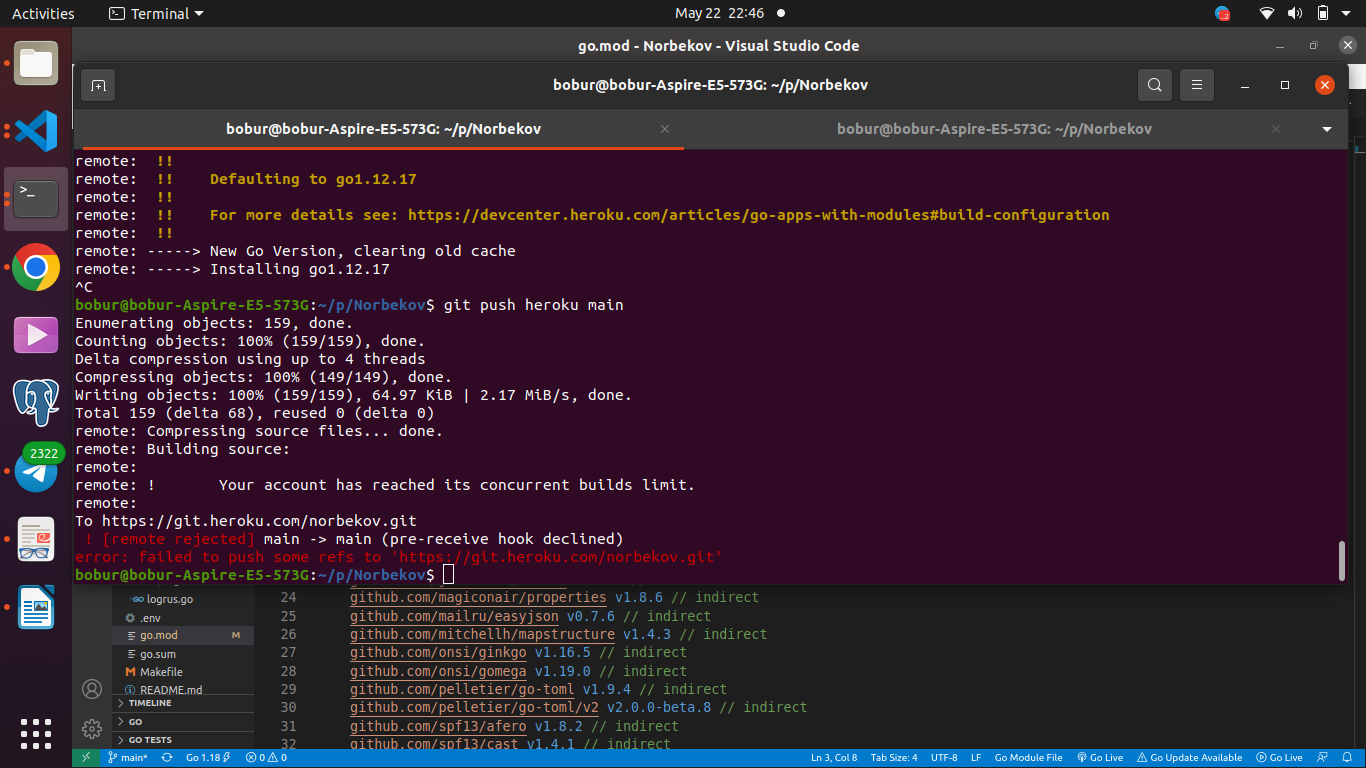 Activities
Terminal
May 22 22:46
go.mod - Norbekov - Visual Studio Code
bobur@bobur-Aspire-E5-573G: ~/p/Norbekov
bobur@bobur-Aspire-E5-573G: ~/p/Norbekov
bobur@bobur-Aspire-E5-573G: ~/p/Norbekov
remote:  !!
remote:  !!    Defaulting to go1.12.17
remote:  !!
remote:  !!    For more details see: https://devcenter.heroku.com/articles/go-apps-with-modules#build-configuration
remote:  !!
remote: -----> New Go Version, clearing old cache
remote: -----> Installing go1.12.17
^C
bobur@bobur-Aspire-E5-573G:~/p/Norbekov$ git push heroku main
Enumerating objects: 159, done.
Counting objects: 100% (159/159), done.
Delta compression using up to 4 threads
Compressing objects: 100% (149/149), done.
Writing objects: 100% (159/159), 64.97 KiB | 2.17 MiB/s, done.
Total 159 (delta 68), reused 0 (delta 0)
remote: Compressing source files... done.
remote: Building source:
remote:
remote: !       Your account has reached its concurrent builds limit.
remote:
To https://git.heroku.com/norbekov.git
 ! [remote rejected] main -> main (pre-receive hook declined)
error: failed to push some refs to 'https://git.heroku.com/norbekov.git'
bobur@bobur-Aspire-E5-573G:~/p/Norbekov$
2322
logrus.go
.env
go.mod M
go.sum
Makefile
README.md
TIMELINE
GO
GO TESTS
24 github.com/magiconair/properties v1.8.6 // indirect
25 github.com/mailru/easyjson v0.7.6 // indirect
26 github.com/mitchellh/mapstructure v1.4.3 // indirect
27 github.com/onsi/ginkgo v1.16.5 // indirect
28 github.com/onsi/gomega v1.19.0 // indirect
29 github.com/pelletier/go-toml v1.9.4 // indirect
30 github.com/pelletier/go-toml/v2 v2.0.0-beta.8 // indirect
31 github.com/spf13/afero v1.8.2 // indirect
32 github.com/spf13/cast v1.4.1 // indirect
main* Go 1.18 0 0 Ln 3, Col 8 Tab Size: 4 UTF-8 LF Go Module File Go Live Go Update Available Go Live